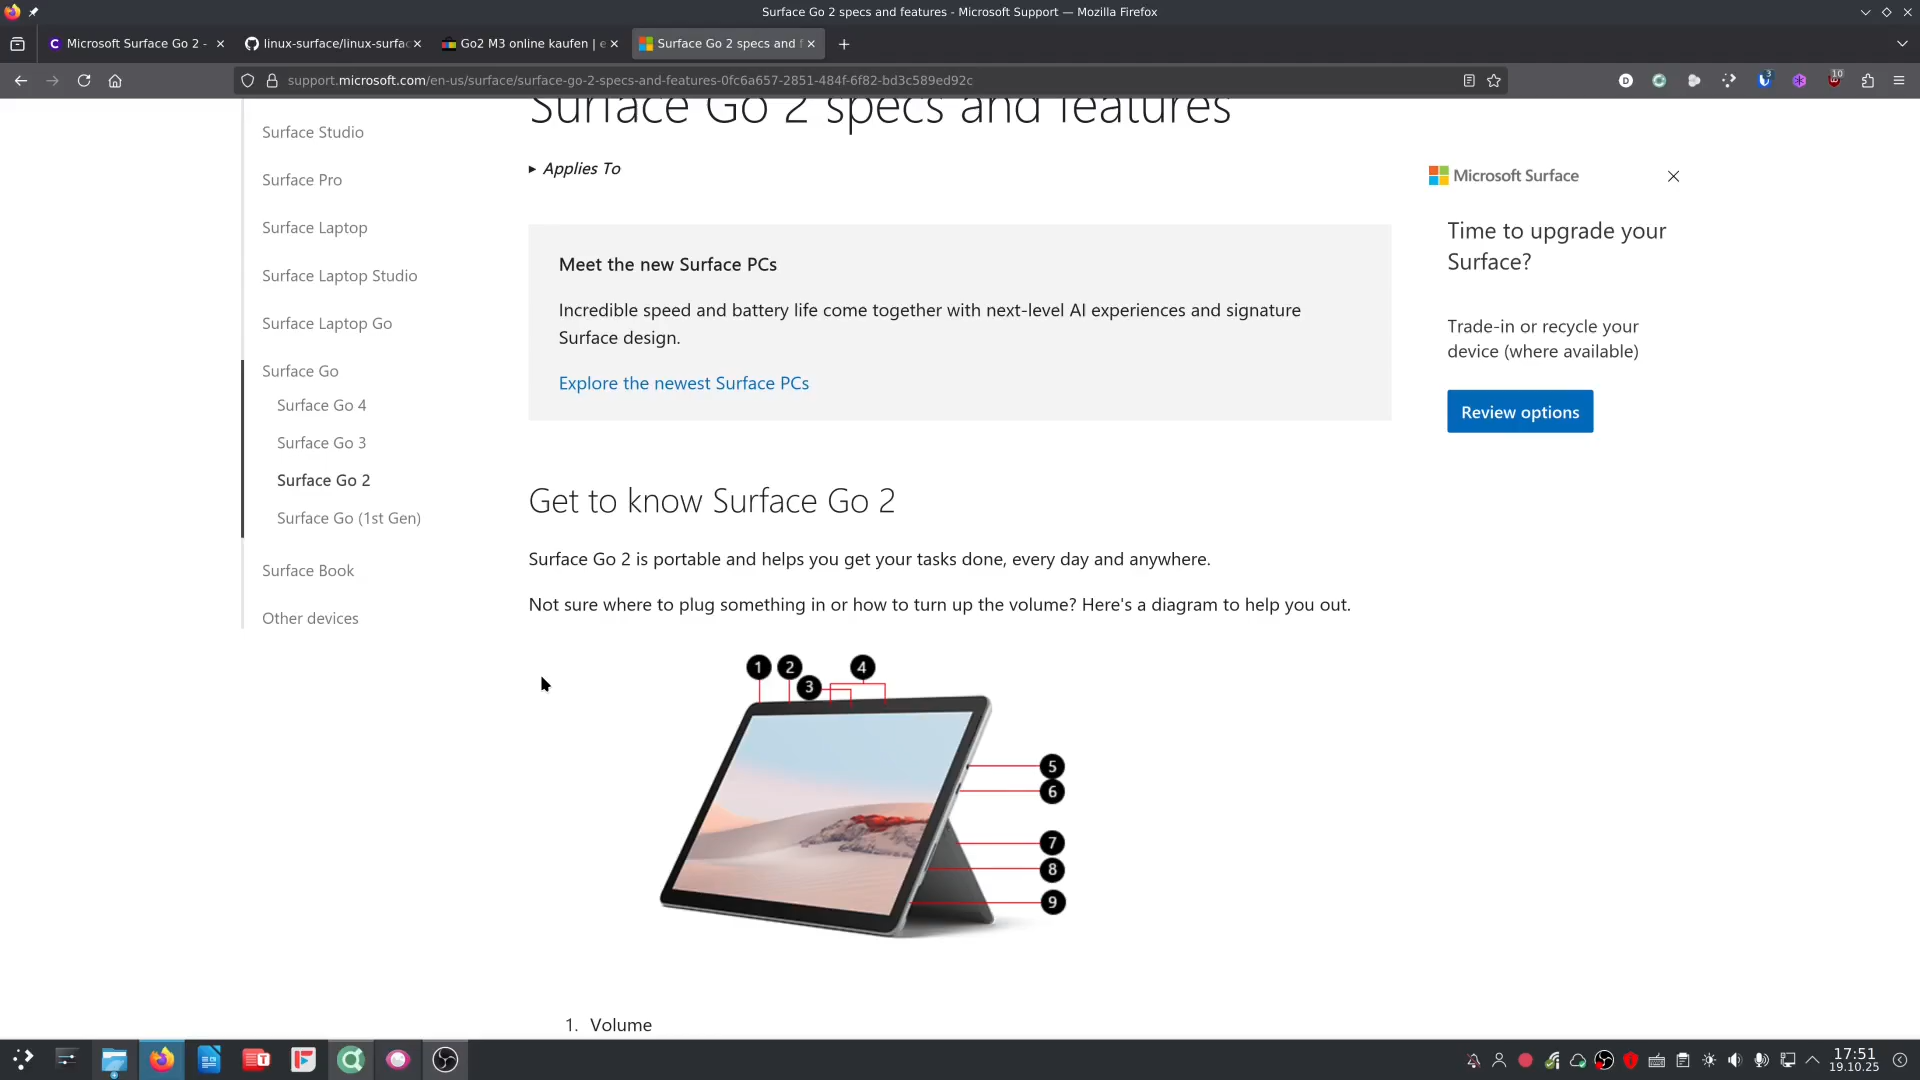 Surface Go 2 specs and features - Microsoft Support — Mozilla Firefox
Microsoft Surface Go 2 -
linux-surface/linux-surfac
Go2 M3 online kaufen | e
Surface Go 2 specs and f
support.microsoft.com/en-us/surface/surface-go-2-specs-and-features-0fc6a657-2851-484f-6f82-bd3c589ed92c
3
10
Surface Go 2 specs and features
Applies To
Surface Studio
Surface Pro
Surface Laptop
Surface Laptop Studio
Surface Laptop Go
Surface Go
Surface Go 4
Surface Go 3
Surface Go 2
Surface Go (1st Gen)
Surface Book
Other devices
Meet the new Surface PCs
Incredible speed and battery life come together with next-level AI experiences and signature
Surface design.
Explore the newest Surface PCs
Microsoft Surface
Time to upgrade your
Surface?
Trade-in or recycle your
device (where available)
Review options
Get to know Surface Go 2
Surface Go 2 is portable and helps you get your tasks done, every day and anywhere.
Not sure where to plug something in or how to turn up the volume? Here's a diagram to help you out.
1
2
3
4
5
6
7
8
9
1. Volume
17:51
19.10.25